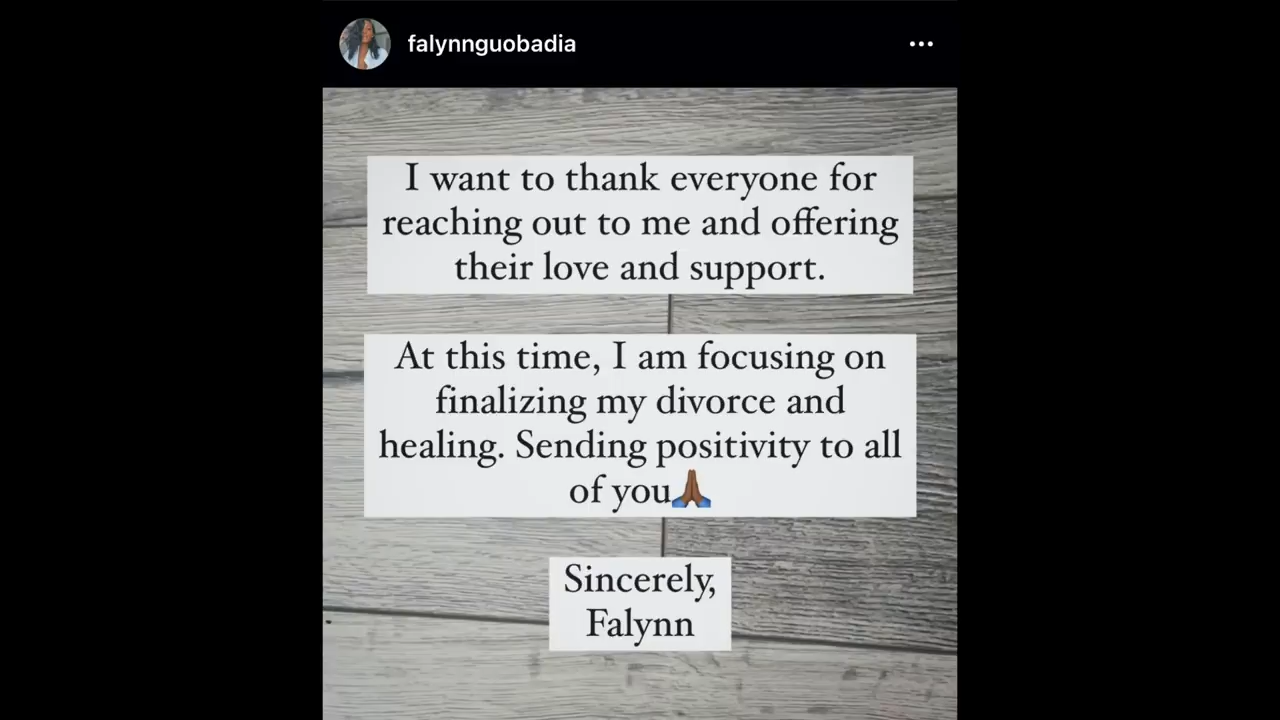 falynnguobadia
I want to thank everyone for
reaching out to me and offering
their love and support.
At this time, I am focusing on
finalizing my divorce and
healing. Sending positivity to all
of you🙏🏾
Sincerely,
Falynn